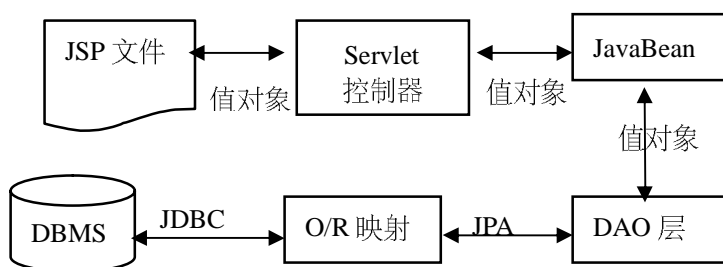 JSP 文件
Servlet
控制器
JavaBean
值对象
值对象
值对象
DBMS
JDBC
O/R 映射
JPA
DAO 层